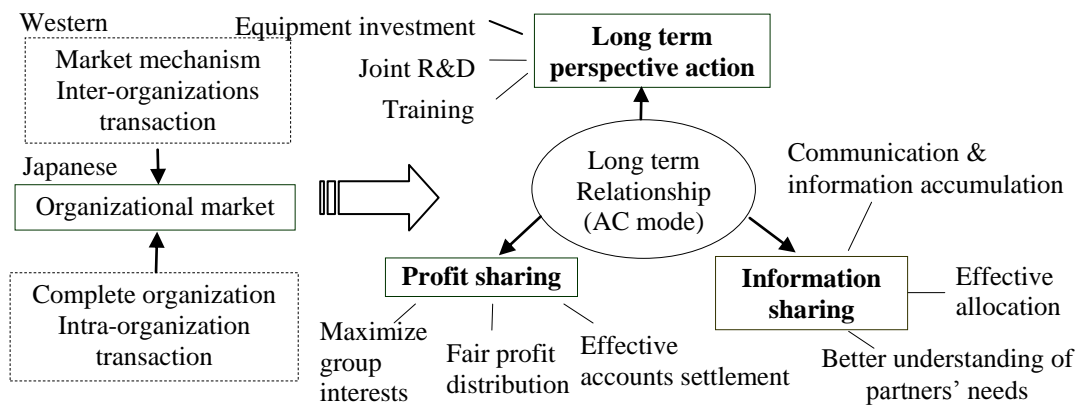 Western
Market mechanism
Inter-organizations
transaction
Japanese
Organizational market
Complete organization
Intra-organization
transaction
Equipment investment
Joint R&D
Training
Long term
perspective action
Long term
Relationship
(AC mode)
Communication &
information accumulation
Profit sharing
Maximize
group
interests
Fair profit
distribution
Effective
accounts settlement
Information
sharing
Effective
allocation
Better understanding of
partners’ needs